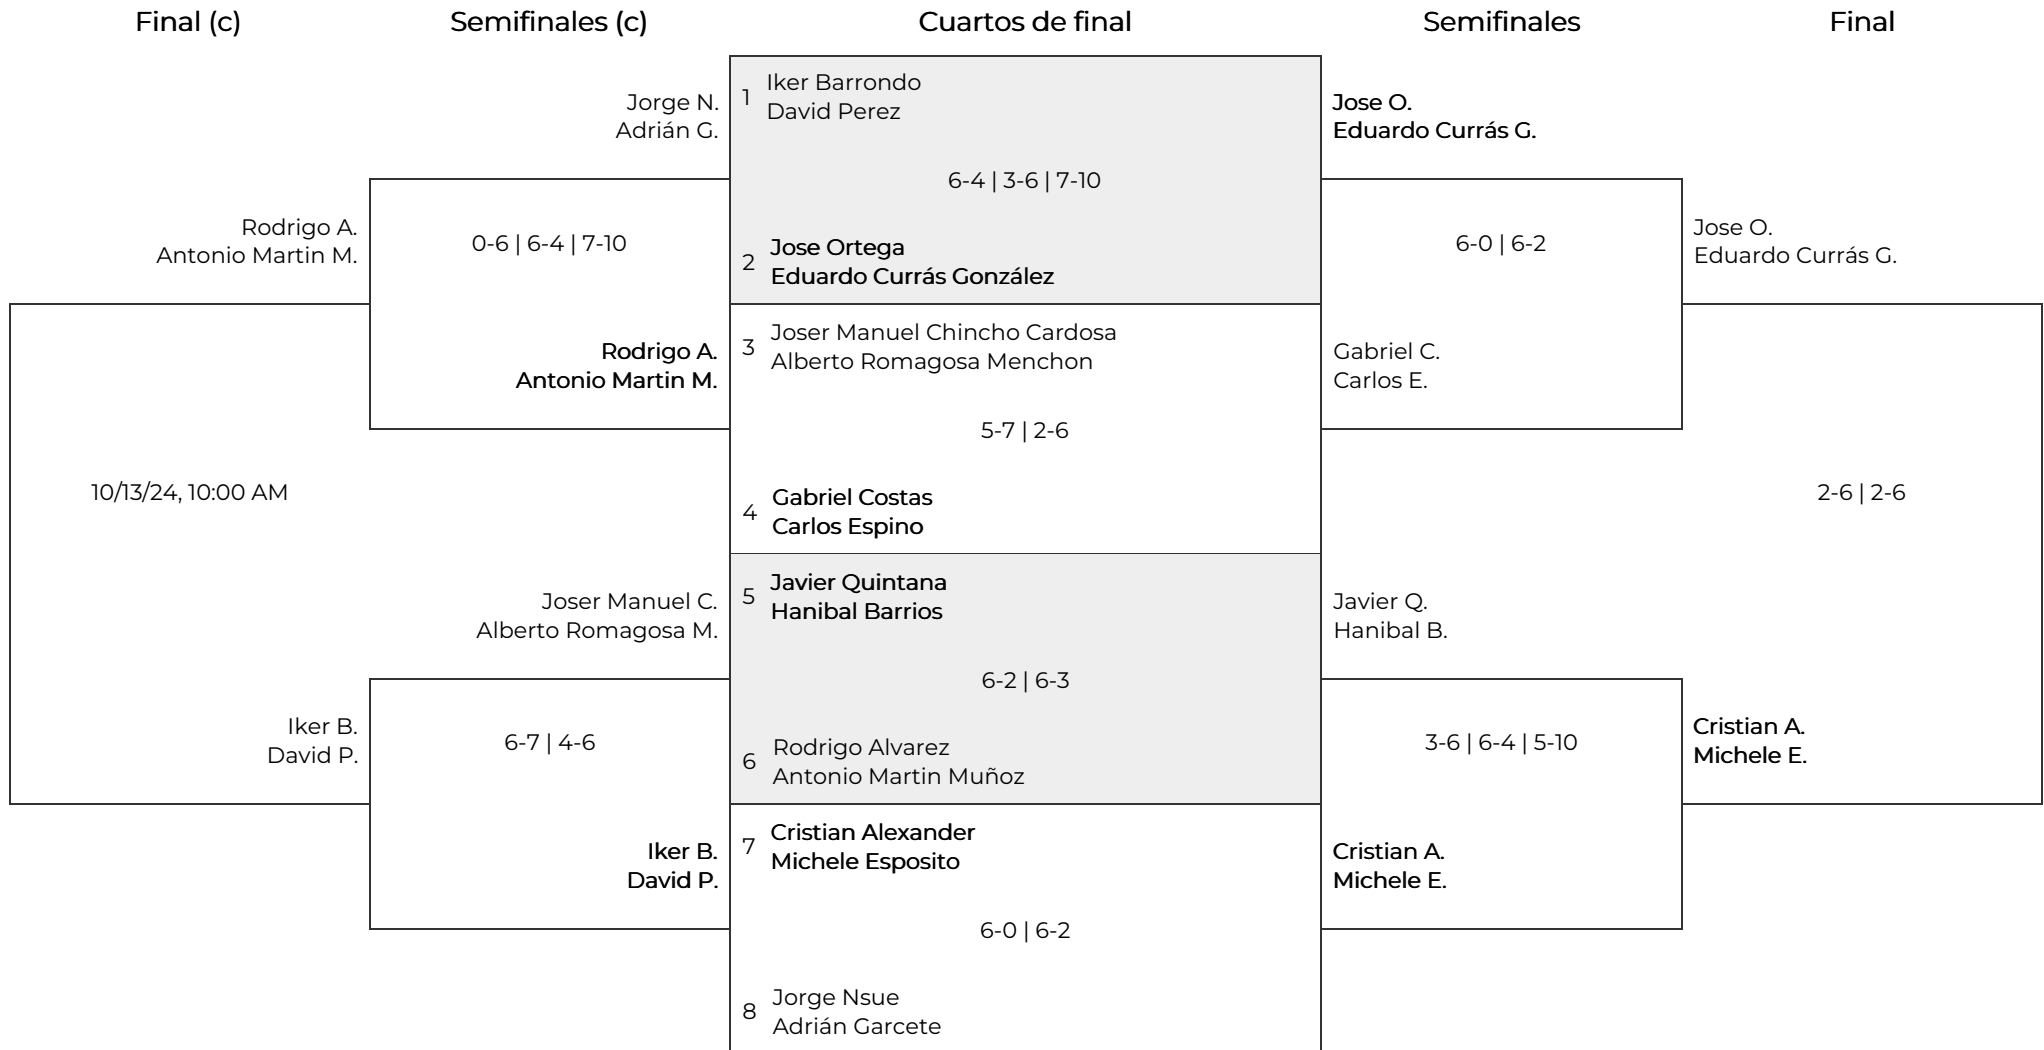 Final (c)
Semifinales (c)
Cuartos de final
Semifinales
Final
Rodrigo A.
Antonio Martin M.
10/13/24, 10:00 AM
Iker B.
David P.
Jorge N.
Adrián G.
0-6 | 6-4 | 7-10
Rodrigo A.
Antonio Martin M.
Joser Manuel C.
Alberto Romagosa M.
6-7 | 4-6
Iker B.
David P.
1
Iker Barrondo
David Perez
6-4 | 3-6 | 7-10
2
Jose Ortega
Eduardo Currás González
3
Joser Manuel Chincho Cardosa
Alberto Romagosa Menchon
5-7 | 2-6
4
Gabriel Costas
Carlos Espino
5
Javier Quintana
Hanibal Barrios
6-2 | 6-3
6
Rodrigo Alvarez
Antonio Martin Muñoz
7
Cristian Alexander
Michele Esposito
6-0 | 6-2
8
Jorge Nsue
Adrián Garcete
Jose O.
Eduardo Currás G.
6-0 | 6-2
Gabriel C.
Carlos E.
Javier Q.
Hanibal B.
3-6 | 6-4 | 5-10
Cristian A.
Michele E.
Jose O.
Eduardo Currás G.
2-6 | 2-6
Cristian A.
Michele E.